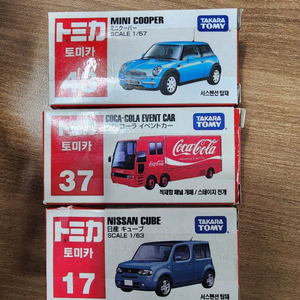 トミカ
토미카
MINI COOPER
ミニクーパー
SCALE 1/57
TAKARA TOMY
서스펜션 탑재
トミカ
토미카
37
COCA-COLA EVENT CAR
コカ・コーラ イベントカー
TAKARA TOMY
Coca-Cola
적재함 패널 개폐 / 스테이지 전개
トミカ
토미카
17
NISSAN CUBE
日産 キューブ
SCALE 1/63
TAKARA TOMY
서스펜션 탑재